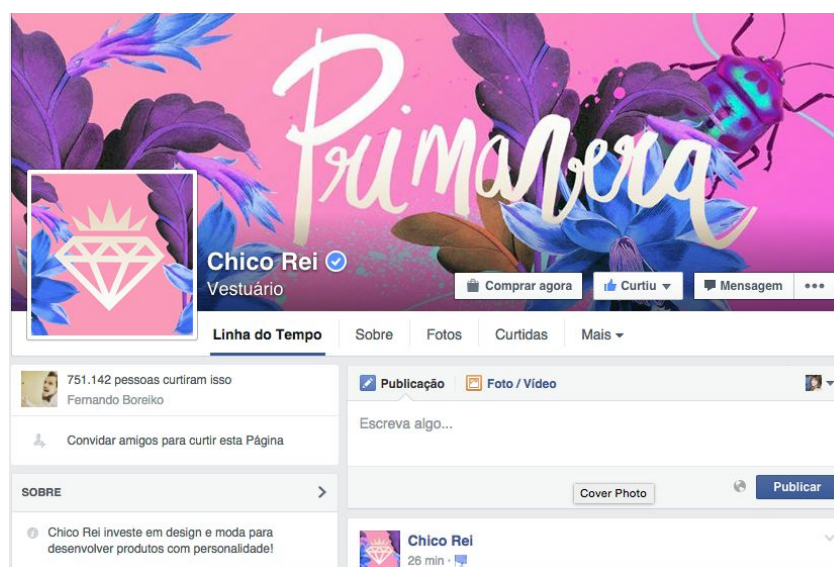 Primavera
Chico Rei
Vestuário
Comprar agora
Curtiu
Mensagem
Linha do Tempo
Sobre
Fotos
Curtidas
Mais
751.142 pessoas curtiram isso
Fernando Boreiko
Convidar amigos para curtir esta Página
SOBRE
Chico Rei investe em design e moda para
desenvolver produtos com personalidade!
Publicação
Foto / Vídeo
Escreva algo...
Cover Photo
Publicar
Chico Rei
26 min ·